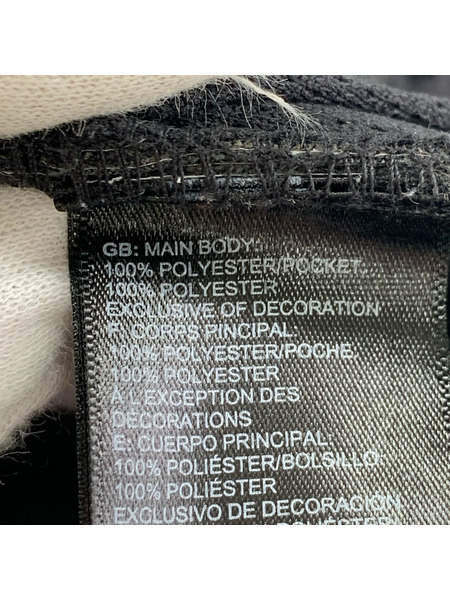 GB: MAIN BODY:
100% POLYESTER/POCKET:
100% POLYESTER
EXCLUSIVE OF DECORATION
F: CORPS PINCIPAL:
100% POLYESTER/POCHE:
100% POLYESTER
À L'EXCEPTION DES
DÉCORATIONS
E: CUERPO PRINCIPAL:
100% POLIÉSTER/BOLSILLO:
100% POLIÉSTER
EXCLUSIVO DE DECORACIÓN